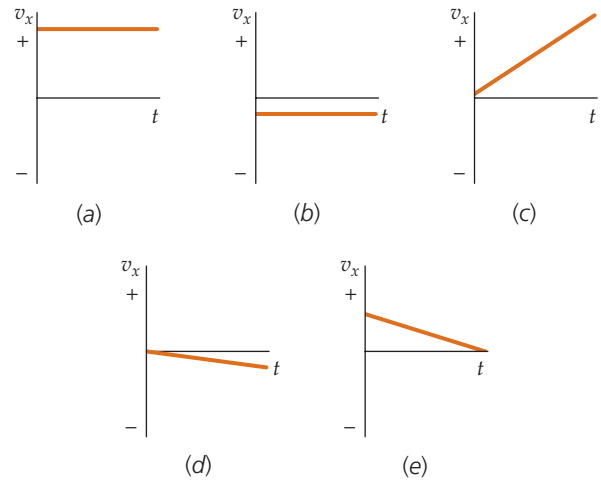 v_x
+
t
−
(a)
v_x
+
t
−
(b)
v_x
+
t
−
(c)
v_x
+
t
−
(d)
v_x
+
t
−
(e)